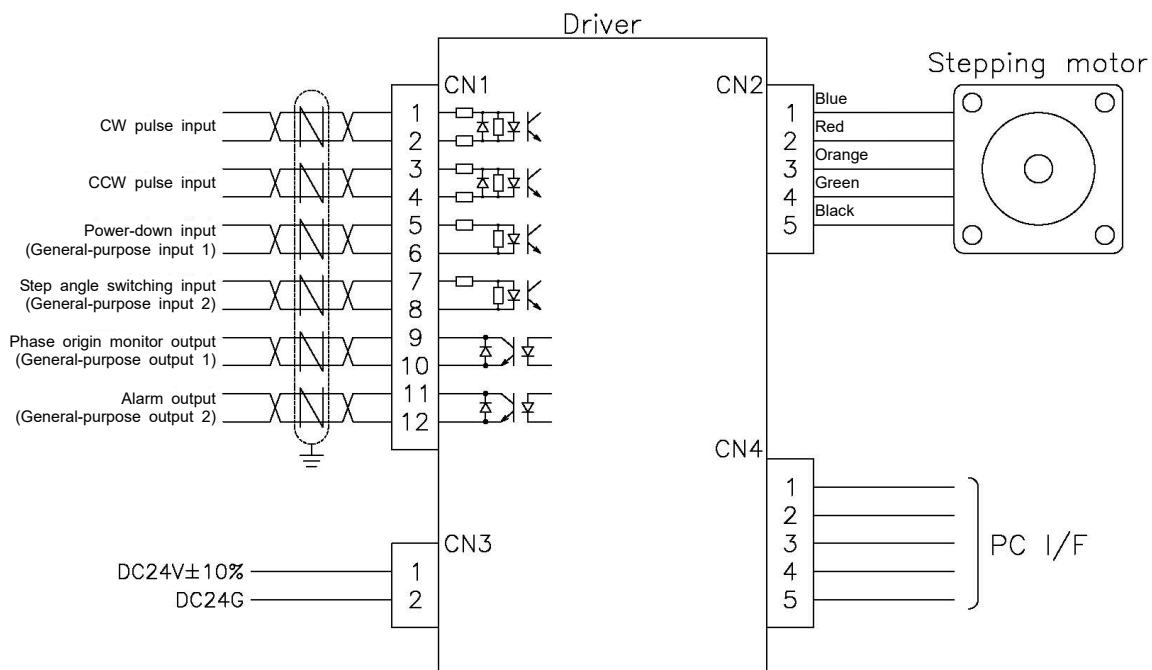 Driver
CN1
CW pulse input
1
2
CCW pulse input
3
4
Power-down input
(General-purpose input 1)
5
6
Step angle switching input
(General-purpose input 2)
7
8
Phase origin monitor output
(General-purpose output 1)
9
10
Alarm output
(General-purpose output 2)
11
12
CN3
DC24V±10%
1
DC24G
2
CN2
Stepping motor
1 Blue
2 Red
3 Orange
4 Green
5 Black
CN4
1
2
3
4
5
PC I/F